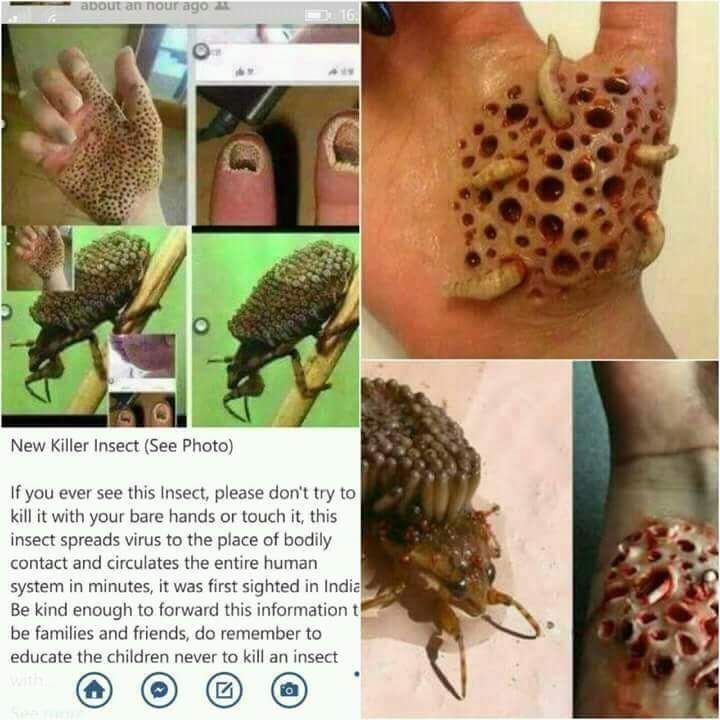 about an hour ago
16:
New Killer Insect (See Photo)
If you ever see this Insect, please don't try to
kill it with your bare hands or touch it, this
insect spreads virus to the place of bodily
contact and circulates the entire human
system in minutes, it was first sighted in India
Be kind enough to forward this information t
be families and friends, do remember to
educate the children never to kill an insect
with
See more